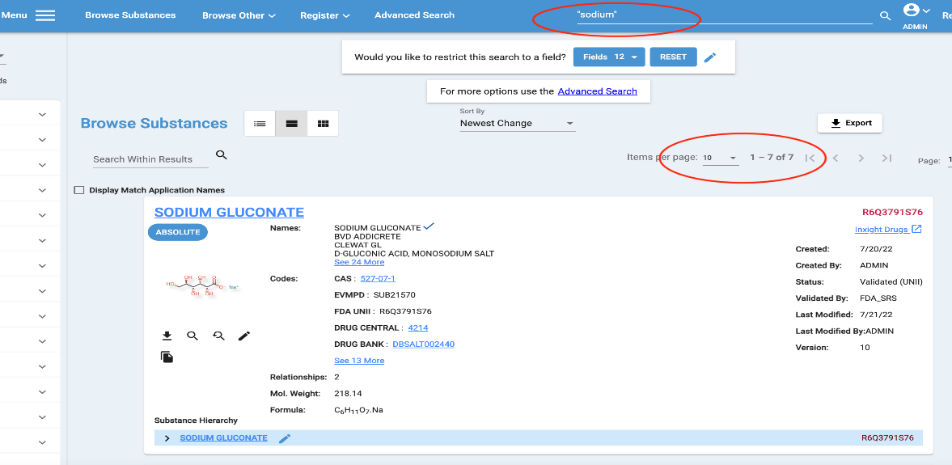 Menu Browse Substances Browse Other Register Advanced Search "sodium" ADMIN
Would you like to restrict this search to a field? Fields 12 RESET
For more options use the Advanced Search
Browse Substances
Sort By
Newest Change
Export
Search Within Results
Items per page: 10 1 – 7 of 7 Page: 1
Display Match Application Names
SODIUM GLUCONATE R6Q3791S76
ABSOLUTE
Inxight Drugs
Names: SODIUM GLUCONATE
BVD ADDICRETE
CLEWAT GL
D-GLUCONIC ACID, MONOSODIUM SALT
See 24 More
Codes: CAS : 527-07-1
EVMPD : SUB21570
FDA UNII : R6Q3791S76
DRUG CENTRAL : 4214
DRUG BANK : DBSALT002440
See 13 More
Relationships: 2
Mol. Weight: 218.14
Formula: C6H11O7.Na
Created: 7/20/22
Created By: ADMIN
Status: Validated (UNII)
Validated By: FDA_SRS
Last Modified: 7/21/22
Last Modified By:ADMIN
Version: 10
Substance Hierarchy
SODIUM GLUCONATE R6Q3791S76